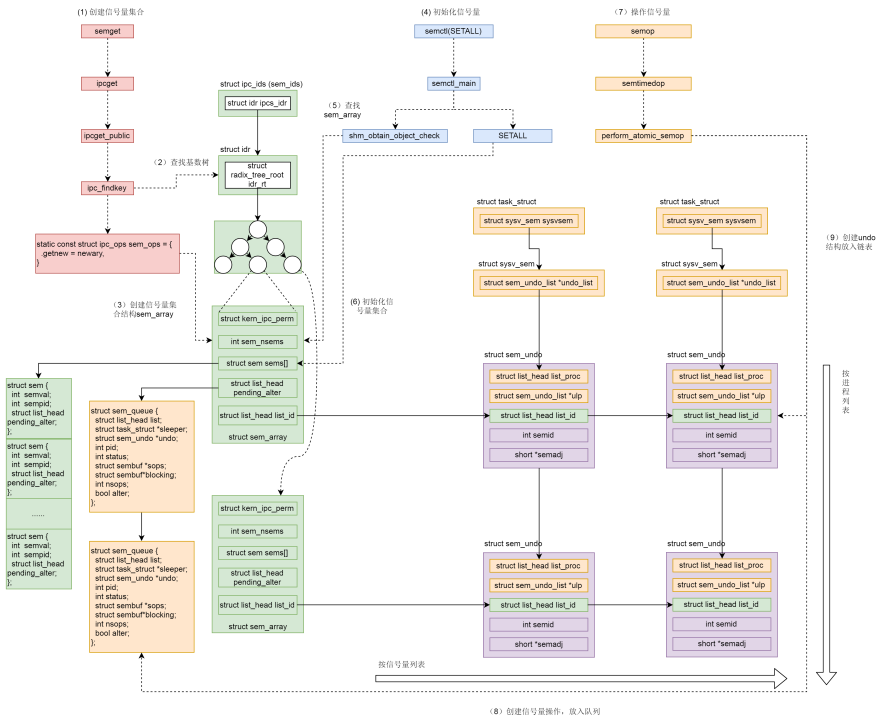 (1) 创建信号量集合
(4) 初始化信号量
（7）操作信号量
semget
semctl(SETALL)
semop
ipcget
semctl_main
semtimedop
struct ipc_ids (sem_ids)
struct idr ipcs_idr
（5）查找
sem_array
ipcget_public
shm_obtain_object_check
SETALL
perform_atomic_semop
struct idr
（2）查找基数树
struct
radix_tree_root
idr_rt
ipc_findkey
struct task_struct
struct sysv_sem sysvsem
struct task_struct
struct sysv_sem sysvsem
static const struct ipc_ops sem_ops = {
.getnew = newary,
}
（9）创建undo
结构放入链表
struct sysv_sem
struct sem_undo_list *undo_list
struct sysv_sem
struct sem_undo_list *undo_list
（3）创建信号量集
合结构sem_array
(6) 初始化信
号量集合
struct kern_ipc_perm
int sem_nsems
struct sem sems[]
struct list_head
pending_alter
struct list_head list_id
struct sem_array
struct sem_undo
struct list_head list_proc
struct sem_undo_list *ulp
struct list_head list_id
int semid
short *semadj
struct sem_undo
struct list_head list_proc
struct sem_undo_list *ulp
struct list_head list_id
int semid
short *semadj
按
进
程
列
表
struct sem {
int semval;
int sempid;
struct list_head
pending_alter;
};
struct sem {
int semval;
int sempid;
struct list_head
pending_alter;
};
......
struct sem {
int semval;
int sempid;
struct list_head
pending_alter;
};
struct sem_queue {
struct list_head list;
struct task_struct *sleeper;
struct sem_undo *undo;
int pid;
int status;
struct sembuf *sops;
struct sembuf*blocking;
int nsops;
bool alter;
};
struct sem_queue {
struct list_head list;
struct task_struct *sleeper;
struct sem_undo *undo;
int pid;
int status;
struct sembuf *sops;
struct sembuf*blocking;
int nsops;
bool alter;
};
struct kern_ipc_perm
int sem_nsems
struct sem sems[]
struct list_head
pending_alter
struct list_head list_id
struct sem_array
struct sem_undo
struct list_head list_proc
struct sem_undo_list *ulp
struct list_head list_id
int semid
short *semadj
struct sem_undo
struct list_head list_proc
struct sem_undo_list *ulp
struct list_head list_id
int semid
short *semadj
按信号量列表
（8）创建信号量操作，放入队列